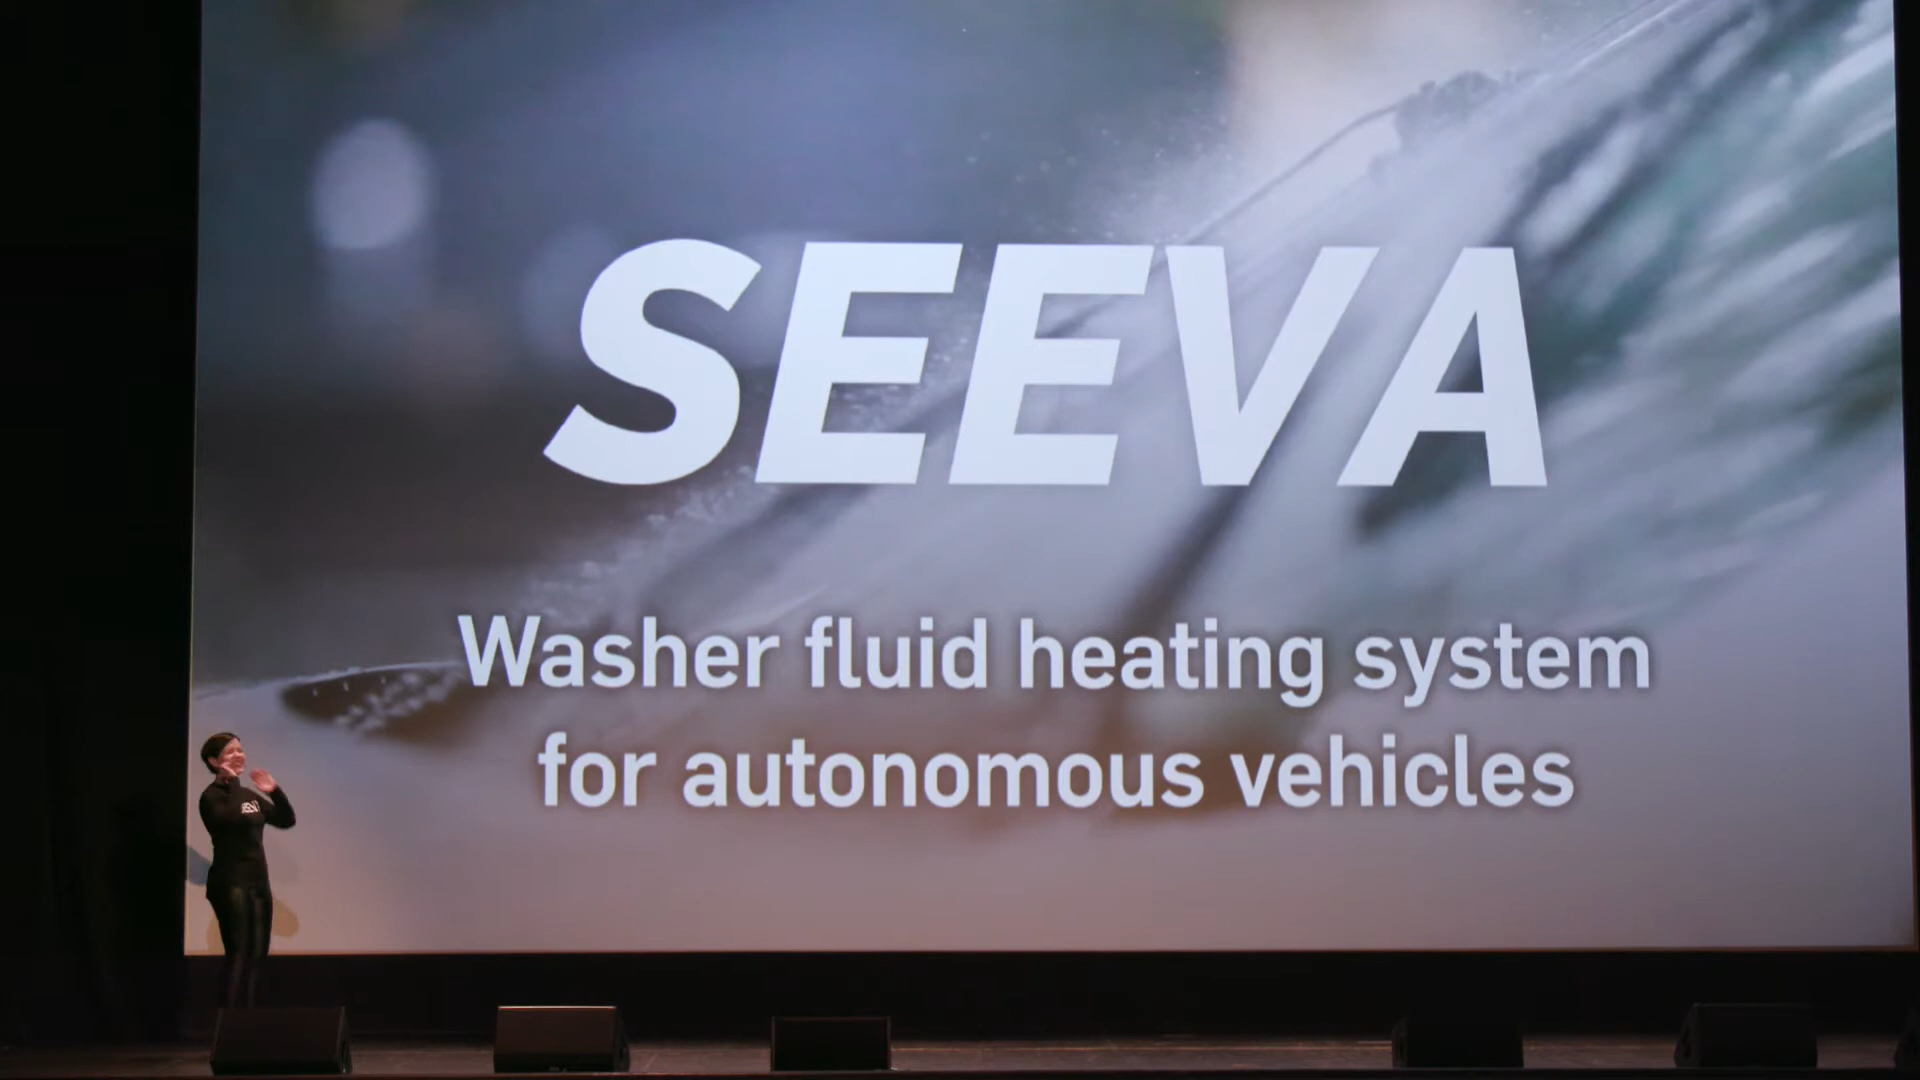 SEEVA
Washer fluid heating system
for autonomous vehicles